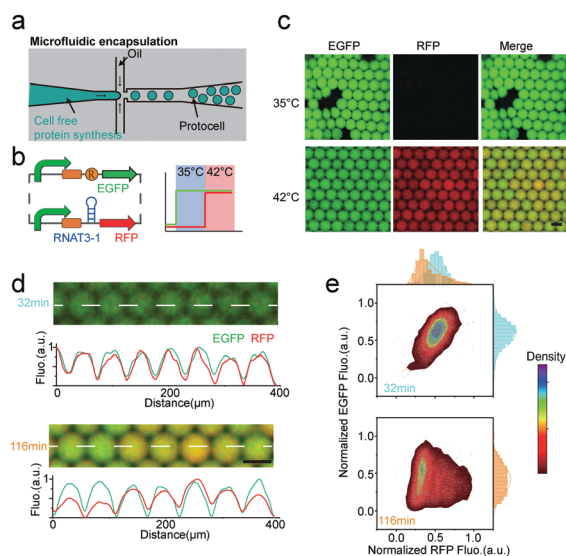 a
Microfluidic encapsulation
Oil
Cell free
protein synthesis
Protocell
b
R
EGFP
RNAT3-1
RFP
35°C 42°C
c
EGFP RFP Merge
35°C
42°C
d
32min
EGFP RFP
Fluo.(a.u.)
1
0
0 200 400
Distance(µm)
116min
Fluo.(a.u.)
1
0
0 200 400
Distance(µm)
e
Normalized EGFP Fluo.(a.u.)
1.0
0.5
0.0
32min
1.0
0.5
0.0
116min
0.0 0.5 1.0
Normalized RFP Fluo.(a.u.)
Density